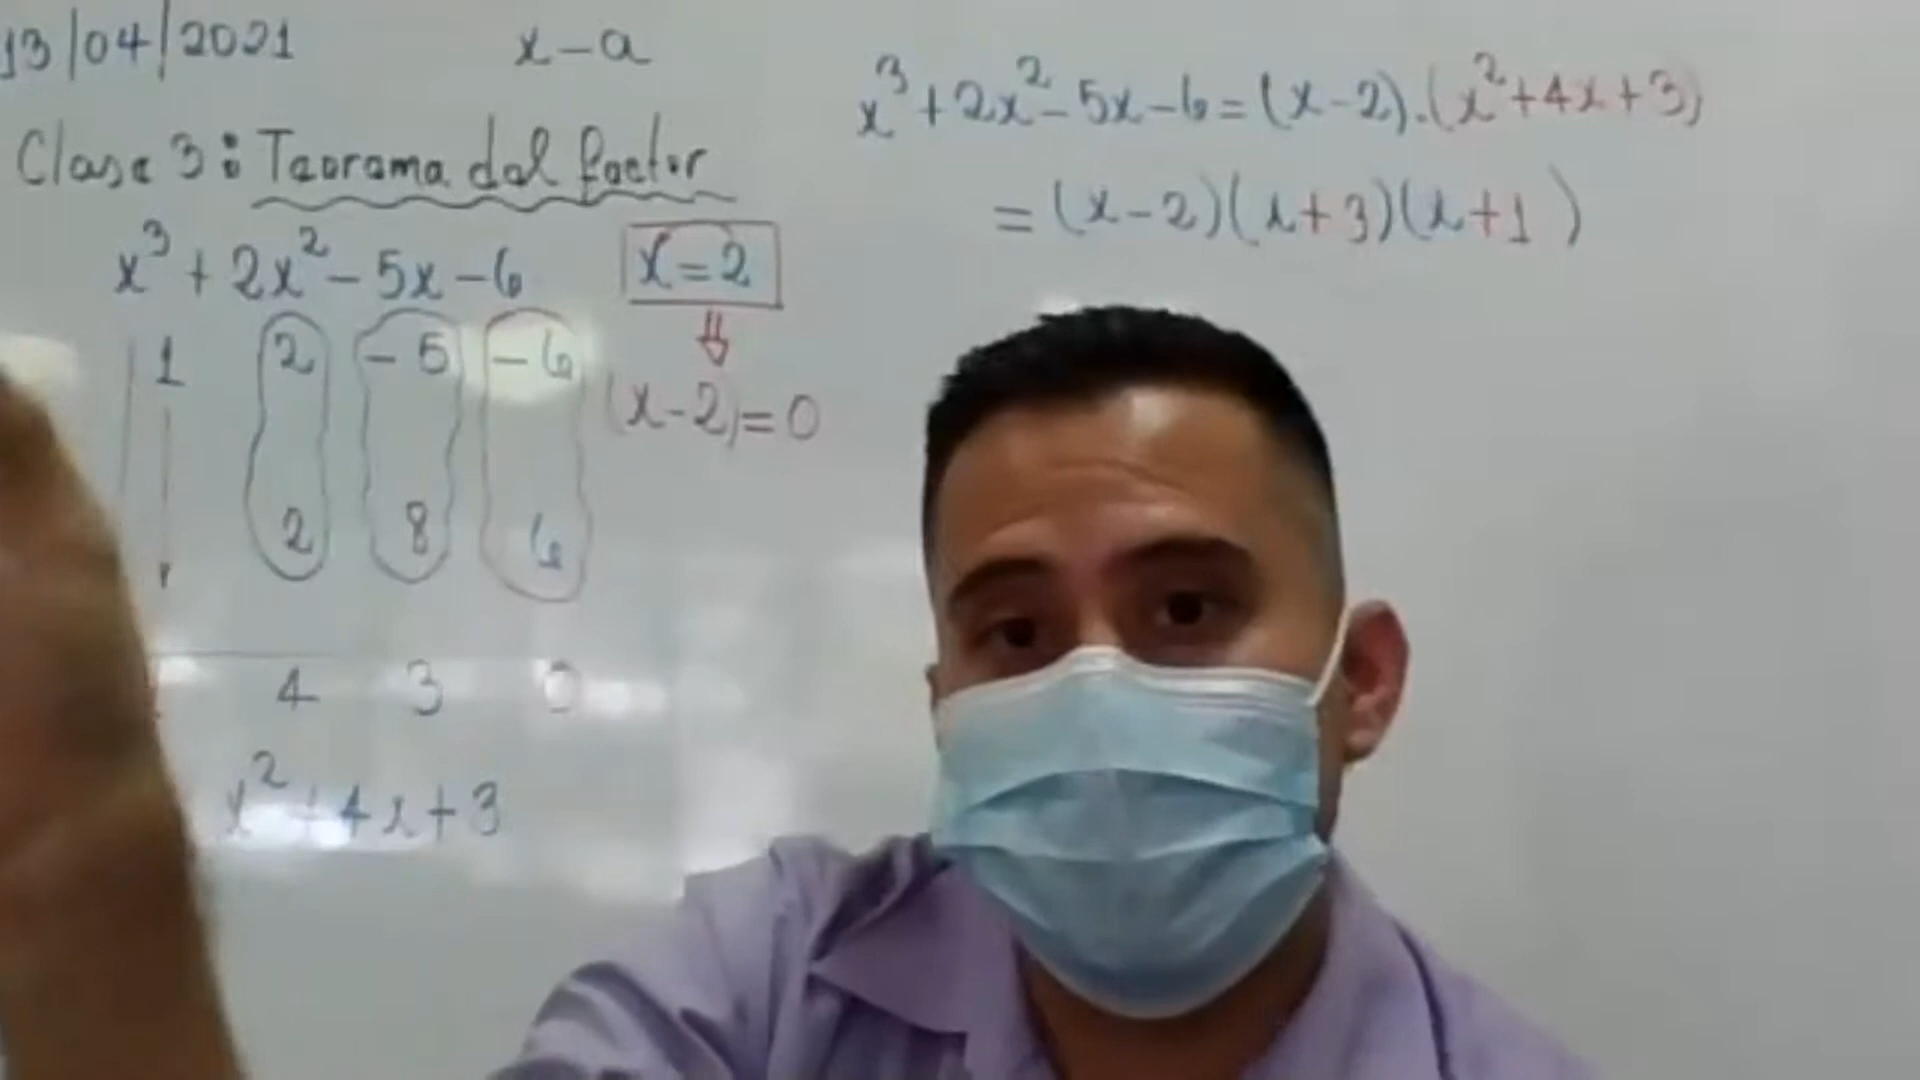 13/04/2021
x-a
Clase 3: Teorema del factor
x³+2x²-5x-6
x=2
1 2 -5 -6
(x-2)=0
2 8 6
4 3 0
x²+4x+3
x³+2x²-5x-6=(x-2).(x²+4x+3)
=(x-2)(x+3)(x+1)